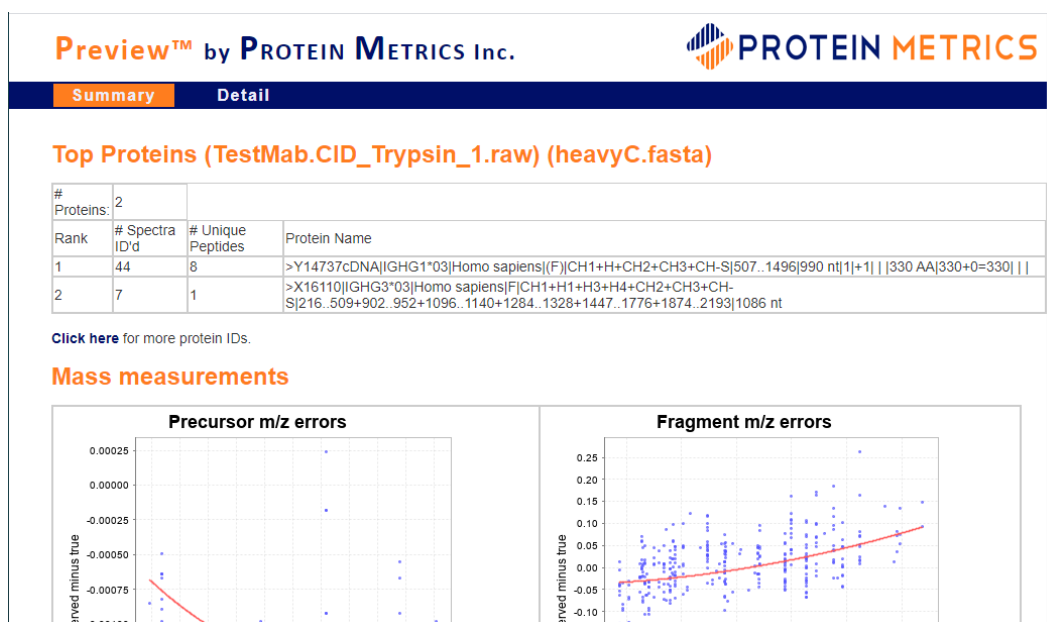 Preview™ by PROTEIN METRICS Inc.
PROTEIN METRICS
Summary Detail
Top Proteins (TestMab.CID_Trypsin_1.raw) (heavyC.fasta)
# Proteins: 2
Rank # Spectra ID'd # Unique Peptides Protein Name
1 44 8 >Y14737cDNA|IGHG1*03|Homo sapiens|(F)|CH1+H+CH2+CH3+CH-S|507..1496|990 nt|1|+1| | |330 AA|330+0=330| | |
2 7 1 >X16110|IGHG3*03|Homo sapiens|F|CH1+H1+H3+H4+CH2+CH3+CH-
S|216..509+902..952+1096..1140+1284..1328+1447..1776+1874..2193|1086 nt
Click here for more protein IDs.
Mass measurements
Precursor m/z errors
0.00025
0.00000
-0.00025
-0.00050
-0.00075
Fragment m/z errors
0.25
0.20
0.15
0.10
0.05
0.00
-0.05
-0.10
minus true
minus true